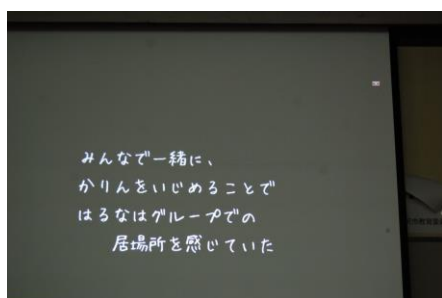 みんなで一緒に、
かりんをいじめることで
はるなはグループでの
居場所を感じていた